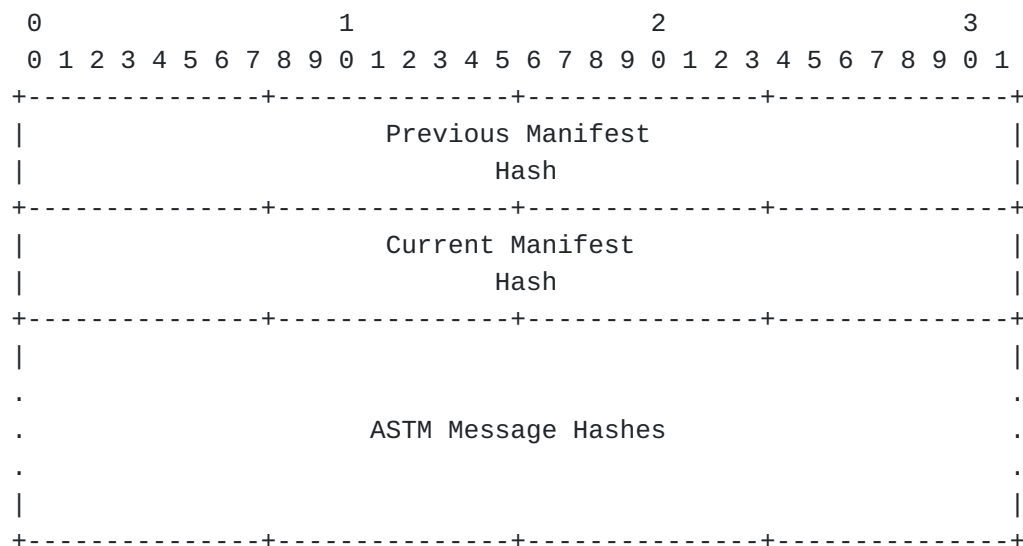 0                   1                   2                   3
 0 1 2 3 4 5 6 7 8 9 0 1 2 3 4 5 6 7 8 9 0 1 2 3 4 5 6 7 8 9 0 1
+---------------+---------------+---------------+---------------+
|                       Previous Manifest                       |
|                              Hash                             |
+---------------+---------------+---------------+---------------+
|                       Current Manifest                        |
|                              Hash                             |
+---------------+---------------+---------------+---------------+
|                                                               |
.                                                               .
.                      ASTM Message Hashes                      .
.                                                               .
|                                                               |
+---------------+---------------+---------------+---------------+